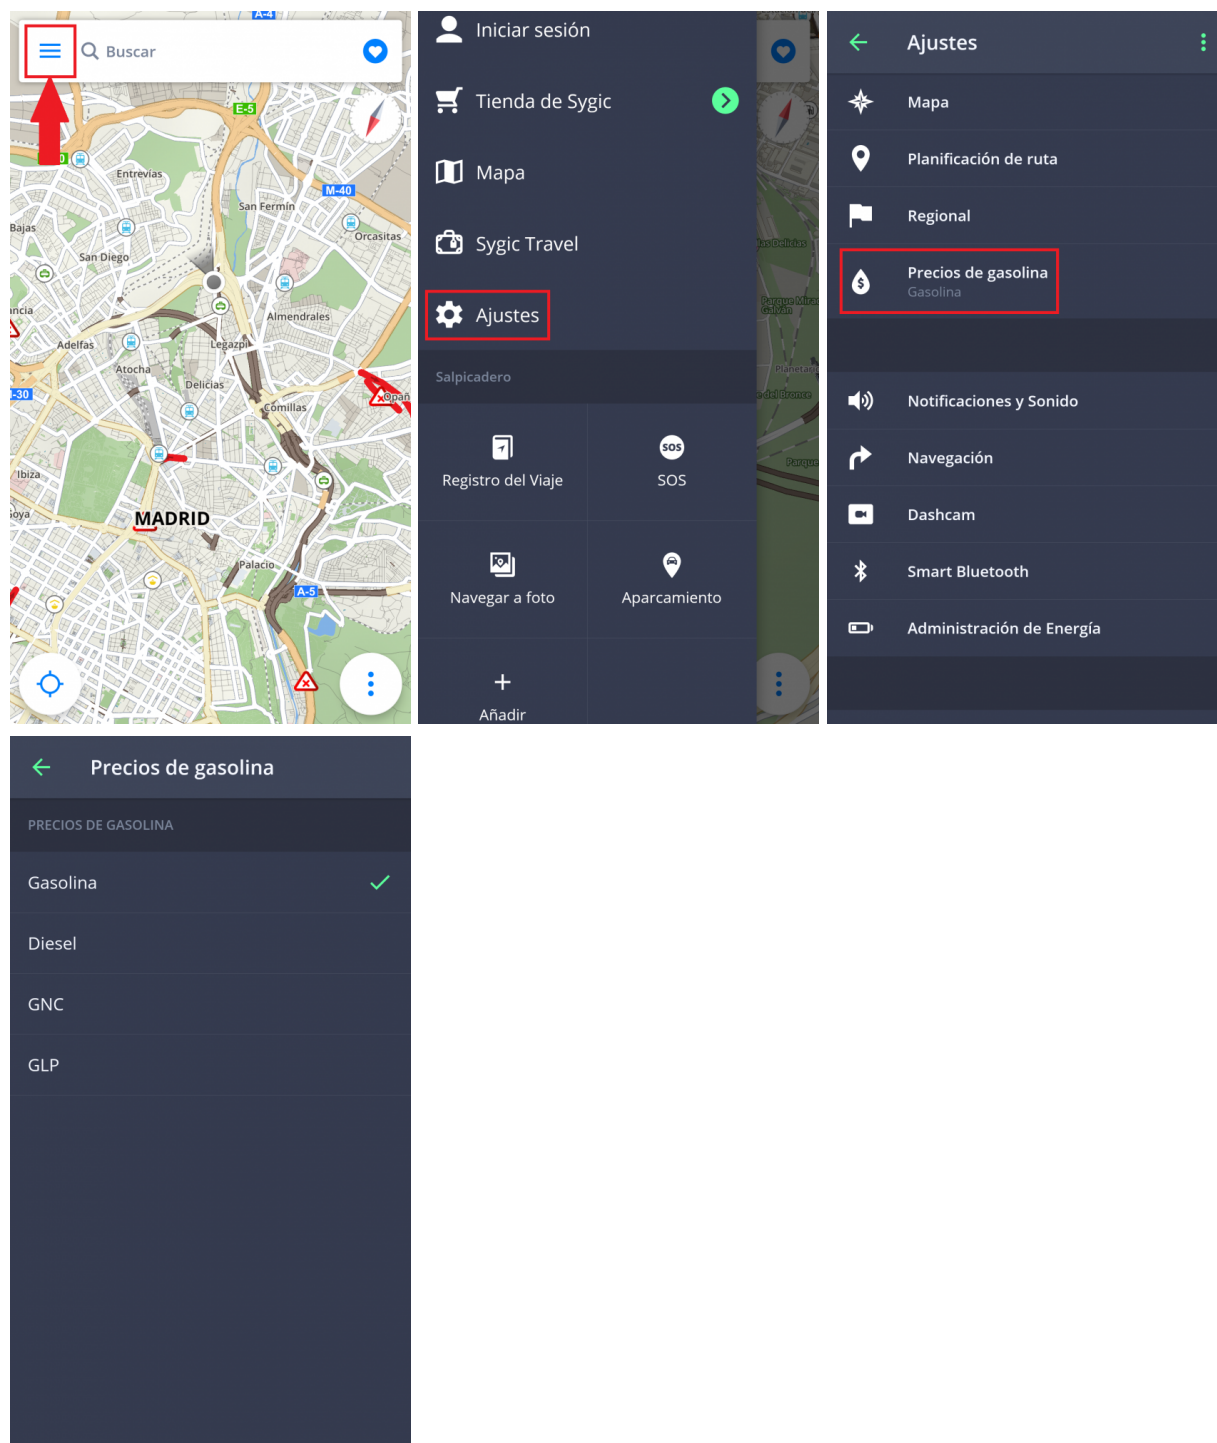 A-4
Buscar
E-5
Entrevías
M-40
San Fermín
Orcasitas
Bajas
San Diego
Almendrales
Adelfas
Legazpi
Atocha
Delicias
Comillas
Opañ
Ibiza
MADRID
Palacio
A-5
Iniciar sesión
Tienda de Sygic
Mapa
Sygic Travel
Ajustes
Salpicadero
Registro del Viaje
SOS
SOS
Navegar a foto
Aparcamiento
Añadir
Parque
Ajustes
Mapa
Planificación de ruta
Regional
Precios de gasolina
Gasolina
Notificaciones y Sonido
Navegación
Dashcam
Smart Bluetooth
Administración de Energía
Precios de gasolina
PRECIOS DE GASOLINA
Gasolina
Diesel
GNC
GLP